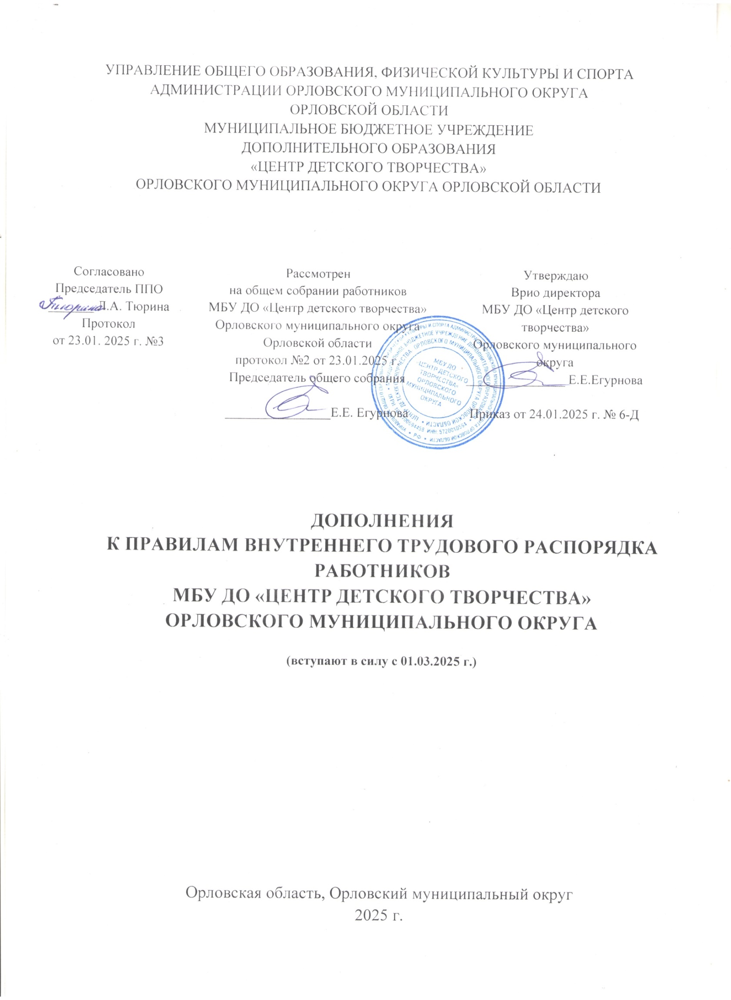 УПРАВЛЕНИЕ ОБЩЕГО ОБРАЗОВАНИЯ, ФИЗИЧЕСКОЙ КУЛЬТУРЫ И СПОРТА
АДМИНИСТРАЦИИ ОРЛОВСКОГО МУНИЦИПАЛЬНОГО ОКРУГА
ОРЛОВСКОЙ ОБЛАСТИ
МУНИЦИПАЛЬНОЕ БЮДЖЕТНОЕ УЧРЕЖДЕНИЕ
ДОПОЛНИТЕЛЬНОГО ОБРАЗОВАНИЯ
«ЦЕНТР ДЕТСКОГО ТВОРЧЕСТВА»
ОРЛОВСКОГО МУНИЦИПАЛЬНОГО ОКРУГА ОРЛОВСКОЙ ОБЛАСТИ
Согласовано
Председатель ППО
Тюрина Л.А. Тюрина
Протокол
от 23.01. 2025 г. №3
Рассмотрен
на общем собрании работников
МБУ ДО «Центр детского творчества»
Орловского муниципального округа
Орловской области
протокол №2 от 23.01.2025 г.
Председатель общего собрания
Е.Е. Егурнова
Утверждаю
Врио директора
МБУ ДО «Центр детского
творчества»
Орловского муниципального
округа
Е.Е.Егурнова
Приказ от 24.01.2025 г. № 6-Д
МБУ ДО
«ЦЕНТР ДЕТСКОГО
ТВОРЧЕСТВА»
ОРЛОВСКОГО
МУНИЦИПАЛЬНОГО
ОКРУГА
ДОПОЛНЕНИЯ
К ПРАВИЛАМ ВНУТРЕННЕГО ТРУДОВОГО РАСПОРЯДКА
РАБОТНИКОВ
МБУ ДО «ЦЕНТР ДЕТСКОГО ТВОРЧЕСТВА»
ОРЛОВСКОГО МУНИЦИПАЛЬНОГО ОКРУГА
(вступают в силу с 01.03.2025 г.)
Орловская область, Орловский муниципальный округ
2025 г.